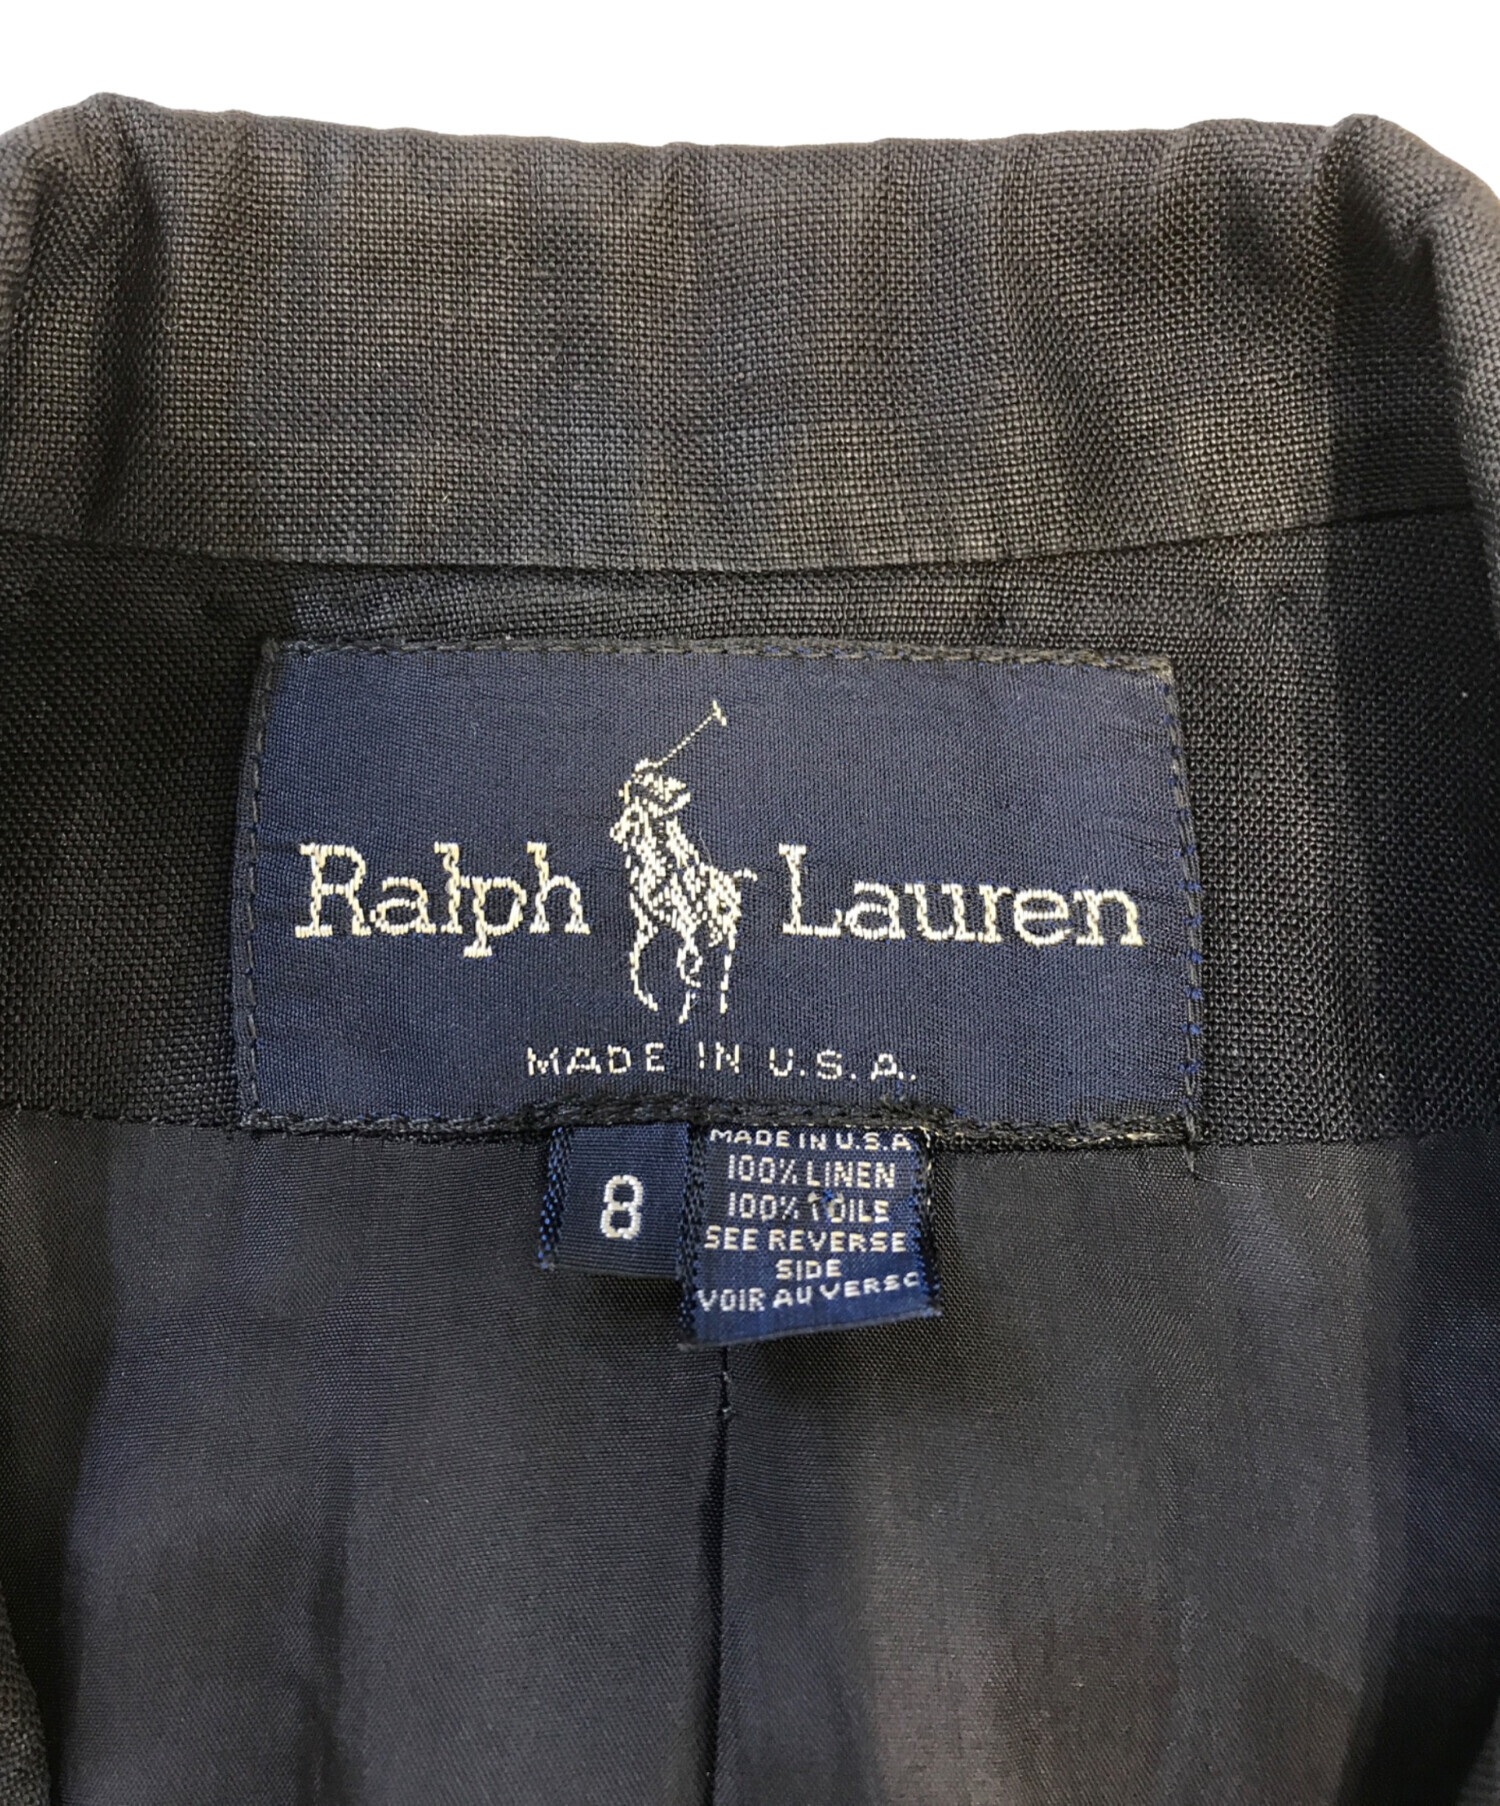 Ralph Lauren
MADE IN U.S.A.
8
MADE IN U.S.A
100% LINEN
100% TOILE
SEE REVERSE
SIDE
VOIR AU VERSO